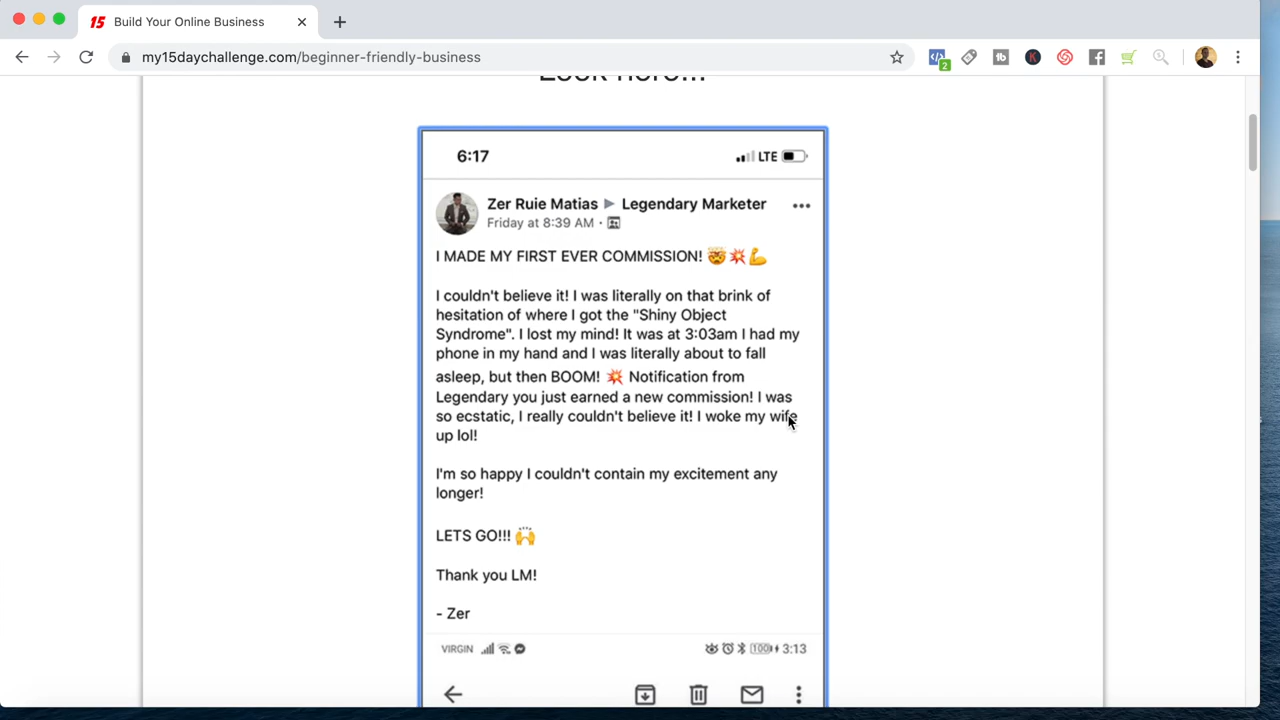 Build Your Online Business
my15daychallenge.com/beginner-friendly-business
2
Look here...
6:17
LTE
Zer Ruie Matias ▶ Legendary Marketer
Friday at 8:39 AM ·
I MADE MY FIRST EVER COMMISSION! 🤯💥💪
I couldn't believe it! I was literally on that brink of
hesitation of where I got the "Shiny Object
Syndrome". I lost my mind! It was at 3:03am I had my
phone in my hand and I was literally about to fall
asleep, but then BOOM! 💥 Notification from
Legendary you just earned a new commission! I was
so ecstatic, I really couldn't believe it! I woke my wife
up lol!
I'm so happy I couldn't contain my excitement any
longer!
LETS GO!!! 🙌
Thank you LM!
- Zer
VIRGIN
100 3:13